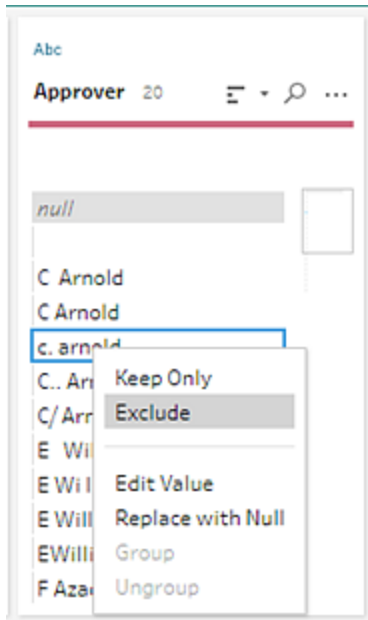 Abc
Approver 20
null
C Arnold
C Arnold
c. arnold
C..
C/
E
E Wi l
E Will
EWilli
F Aza
Keep Only
Exclude
Edit Value
Replace with Null
Group
Ungroup